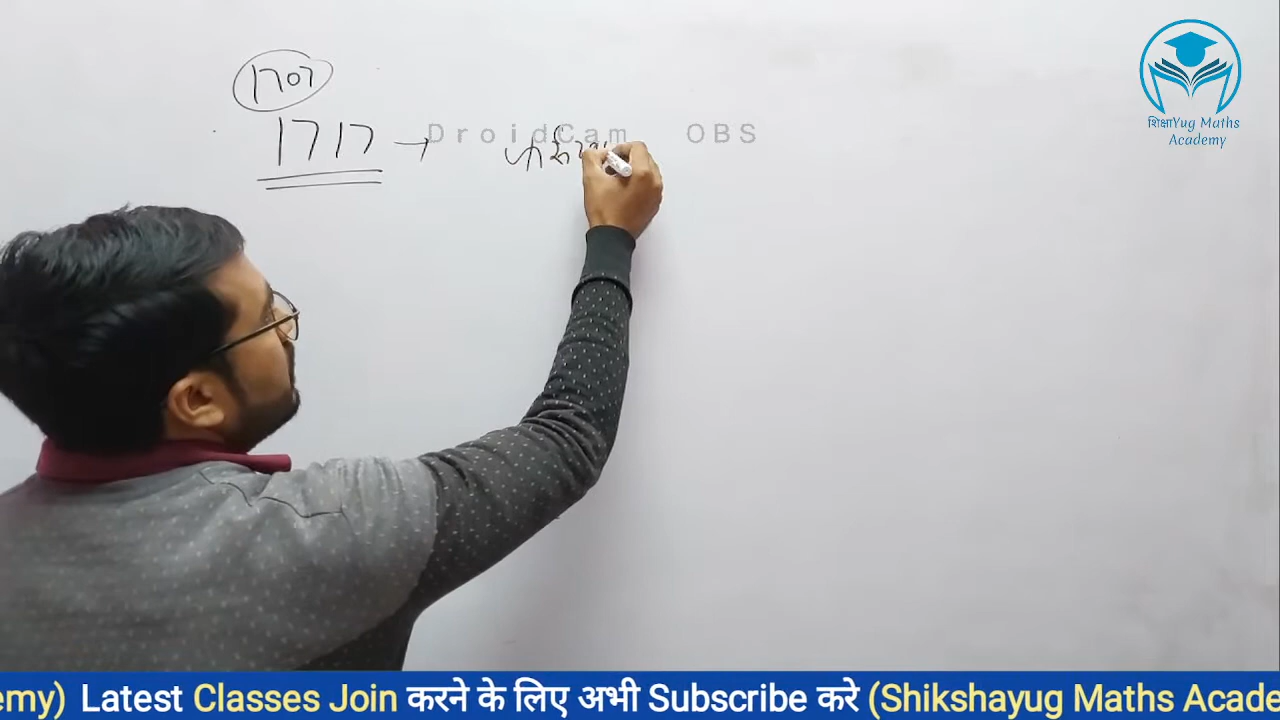 1707
1717 →
DroidCam OBS
शिक्षाYug Maths
Academy
emy) Latest Classes Join करने के लिए अभी Subscribe करे (Shikshayug Maths Acade